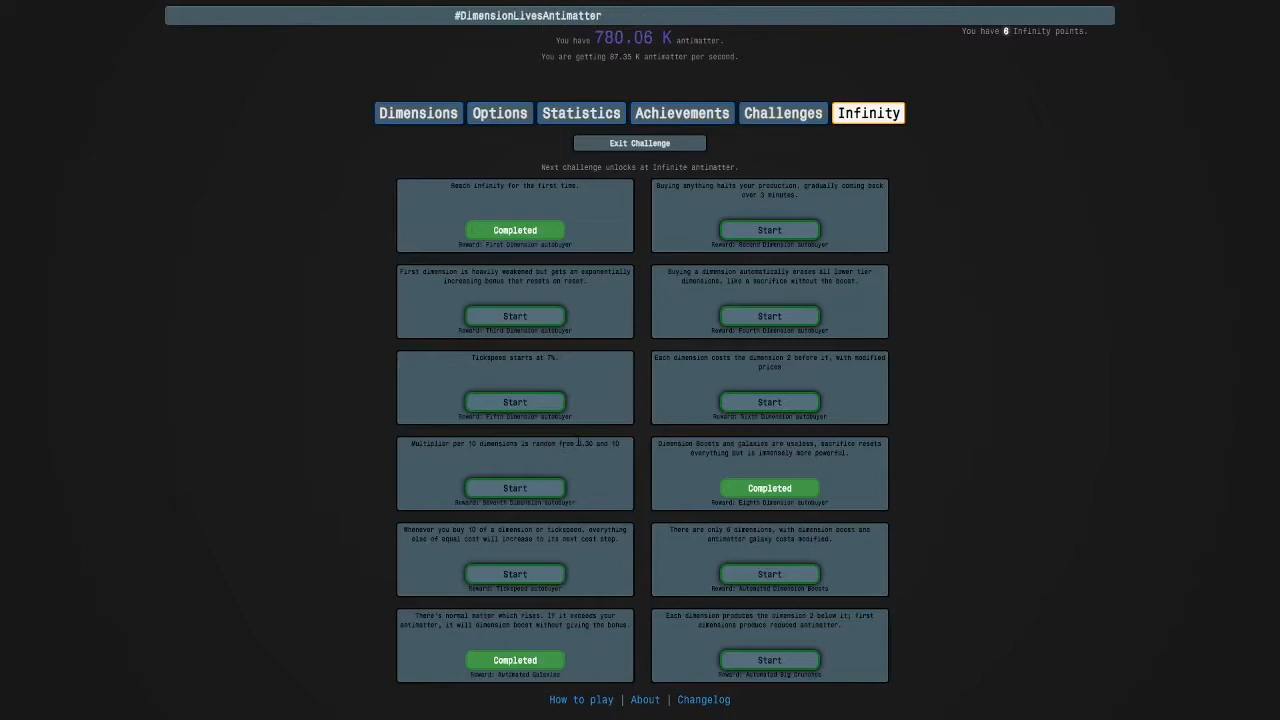 #DimensionLivesAntimatter
You have 780.06 K antimatter.
You have 6 Infinity points.
You are getting 87.35 K antimatter per second.
Dimensions Options Statistics Achievements Challenges Infinity
Exit Challenge
Next challenge unlocks at Infinite antimatter.
Reach infinity for the first time.
Completed
Reward: First Dimension autobuyer
Buying anything halts your production, gradually coming back
over 3 minutes.
Start
Reward: Second Dimension autobuyer
First dimension is heavily weakened but gets an exponentially
increasing bonus that resets on reset.
Start
Reward: Third Dimension autobuyer
Buying a dimension automatically erases all lower tier
dimensions, like a sacrifice without the boost.
Start
Reward: Fourth Dimension autobuyer
Tickspeed starts at 7%.
Start
Reward: Fifth Dimension autobuyer
Each dimension costs the dimension 2 before it, with modified
prices
Start
Reward: Sixth Dimension autobuyer
Multiplier per 10 dimensions is random from 1.30 and 10
Start
Reward: Seventh Dimension autobuyer
Dimension Boosts and galaxies are useless, sacrifice resets
everything but is immensely more powerful.
Completed
Reward: Eighth Dimension autobuyer
Whenever you buy 10 of a dimension or tickspeed, everything
else of equal cost will increase to its next cost step.
Start
Reward: Tickspeed autobuyer
There are only 6 dimensions, with dimension boost and
antimatter galaxy costs modified.
Start
Reward: Automated Dimension Boosts
There's normal matter which rises. If it exceeds your
antimatter, it will dimension boost without giving the bonus.
Completed
Reward: Automated Galaxies
Each dimension produces the dimension 2 below it; first
dimensions produce reduced antimatter.
Start
Reward: Automated Big Crunches
How to play | About | Changelog